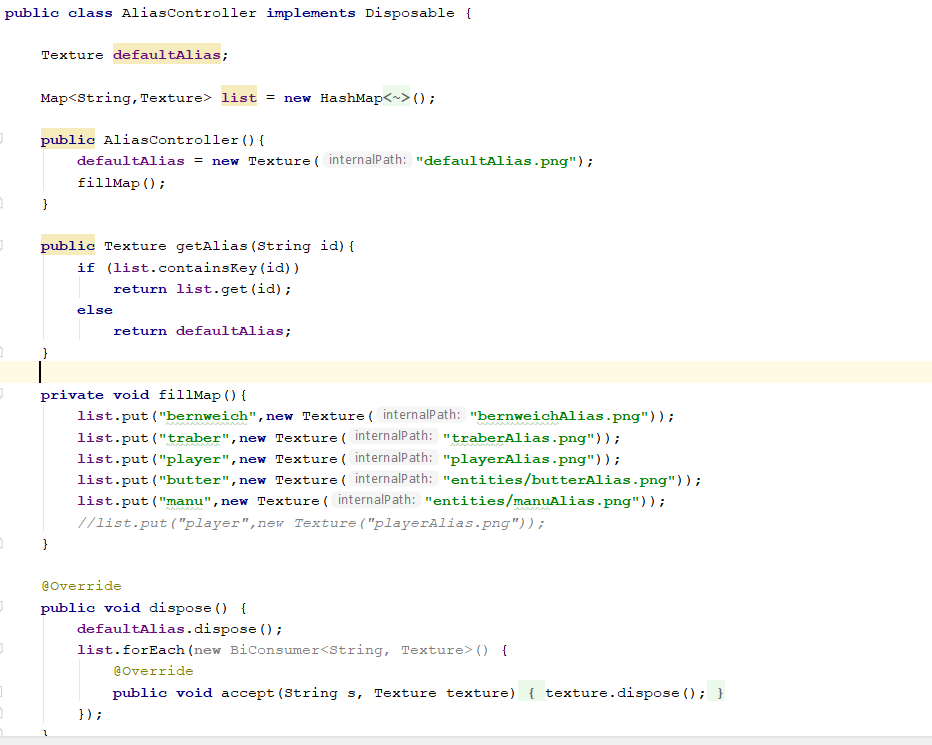 public class AliasController implements Disposable {
Texture defaultAlias;
Map<String,Texture> list = new HashMap<~>();
public AliasController(){
defaultAlias = new Texture( internalPath: "defaultAlias.png");
fillMap();
}
public Texture getAlias(String id){
if (list.containsKey(id))
return list.get(id);
else
return defaultAlias;
}
private void fillMap(){
list.put("bernweich",new Texture( internalPath: "bernweichAlias.png"));
list.put("traber",new Texture( internalPath: "traberAlias.png"));
list.put("player",new Texture( internalPath: "playerAlias.png"));
list.put("butter",new Texture( internalPath: "entities/butterAlias.png"));
list.put("manu",new Texture( internalPath: "entities/manuAlias.png"));
//list.put("player",new Texture("playerAlias.png"));
}
@Override
public void dispose() {
defaultAlias.dispose();
list.forEach(new BiConsumer<String, Texture>() {
@Override
public void accept(String s, Texture texture) { texture.dispose(); }
});
}